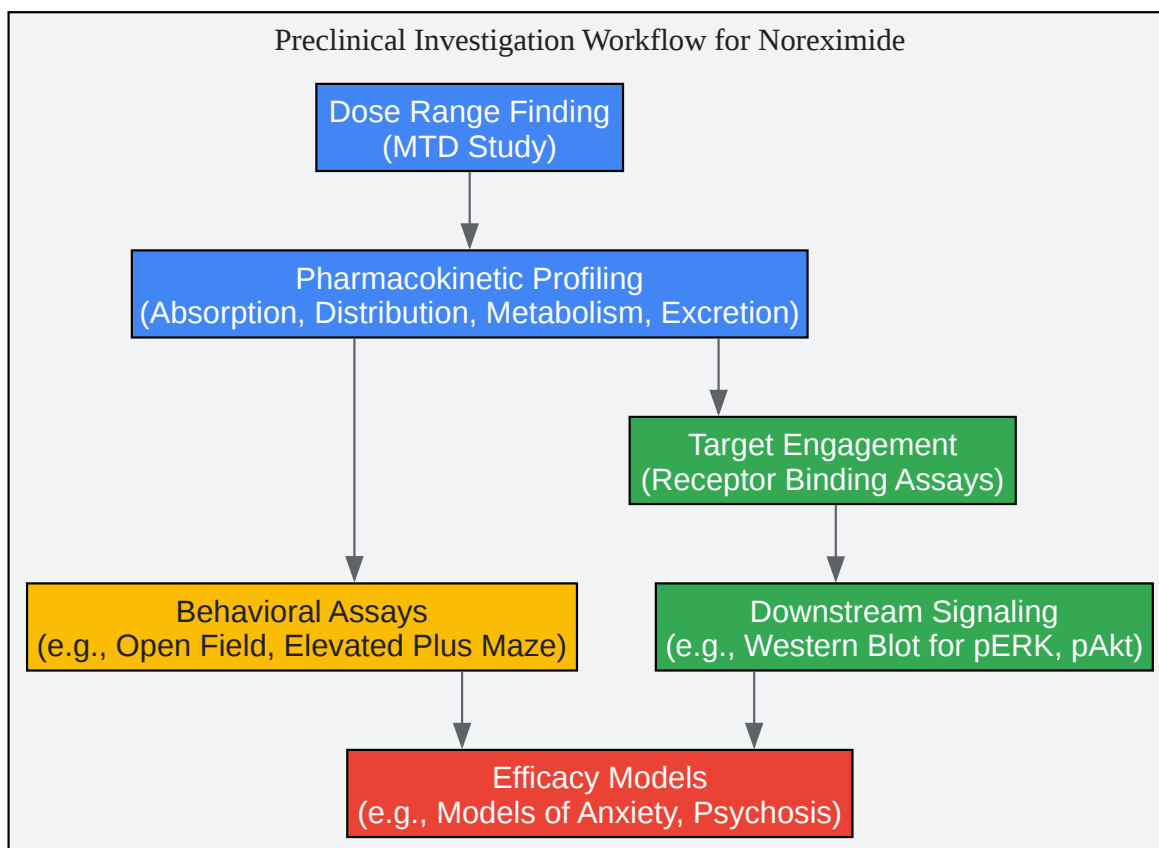 Preclinical Investigation Workflow for Noreximide
Dose Range Finding
(MTD Study)
Pharmacokinetic Profiling
(Absorption, Distribution, Metabolism, Excretion)
Target Engagement
(Receptor Binding Assays)
Behavioral Assays
(e.g., Open Field, Elevated Plus Maze)
Downstream Signaling
(e.g., Western Blot for pERK, pAkt)
Efficacy Models
(e.g., Models of Anxiety, Psychosis)